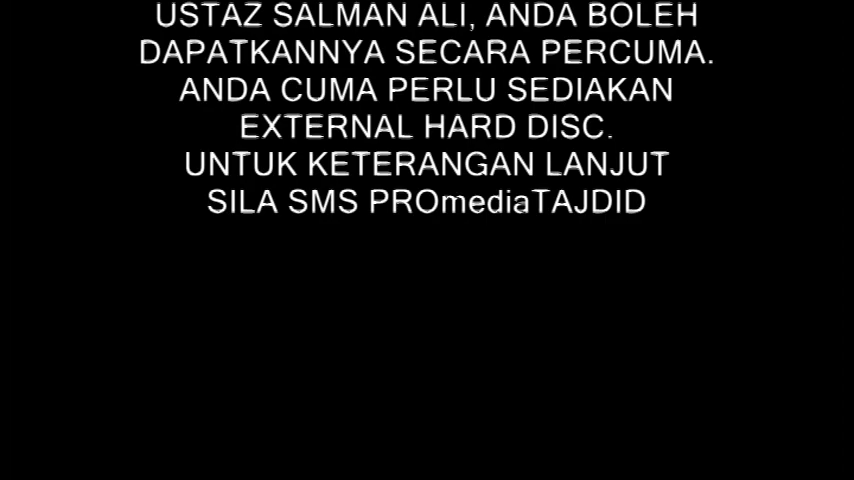 USTAZ SALMAN ALI, ANDA BOLEH
DAPATKANNYA SECARA PERCUMA.
ANDA CUMA PERLU SEDIAKAN
EXTERNAL HARD DISC.
UNTUK KETERANGAN LANJUT
SILA SMS PROmediaTAJDID